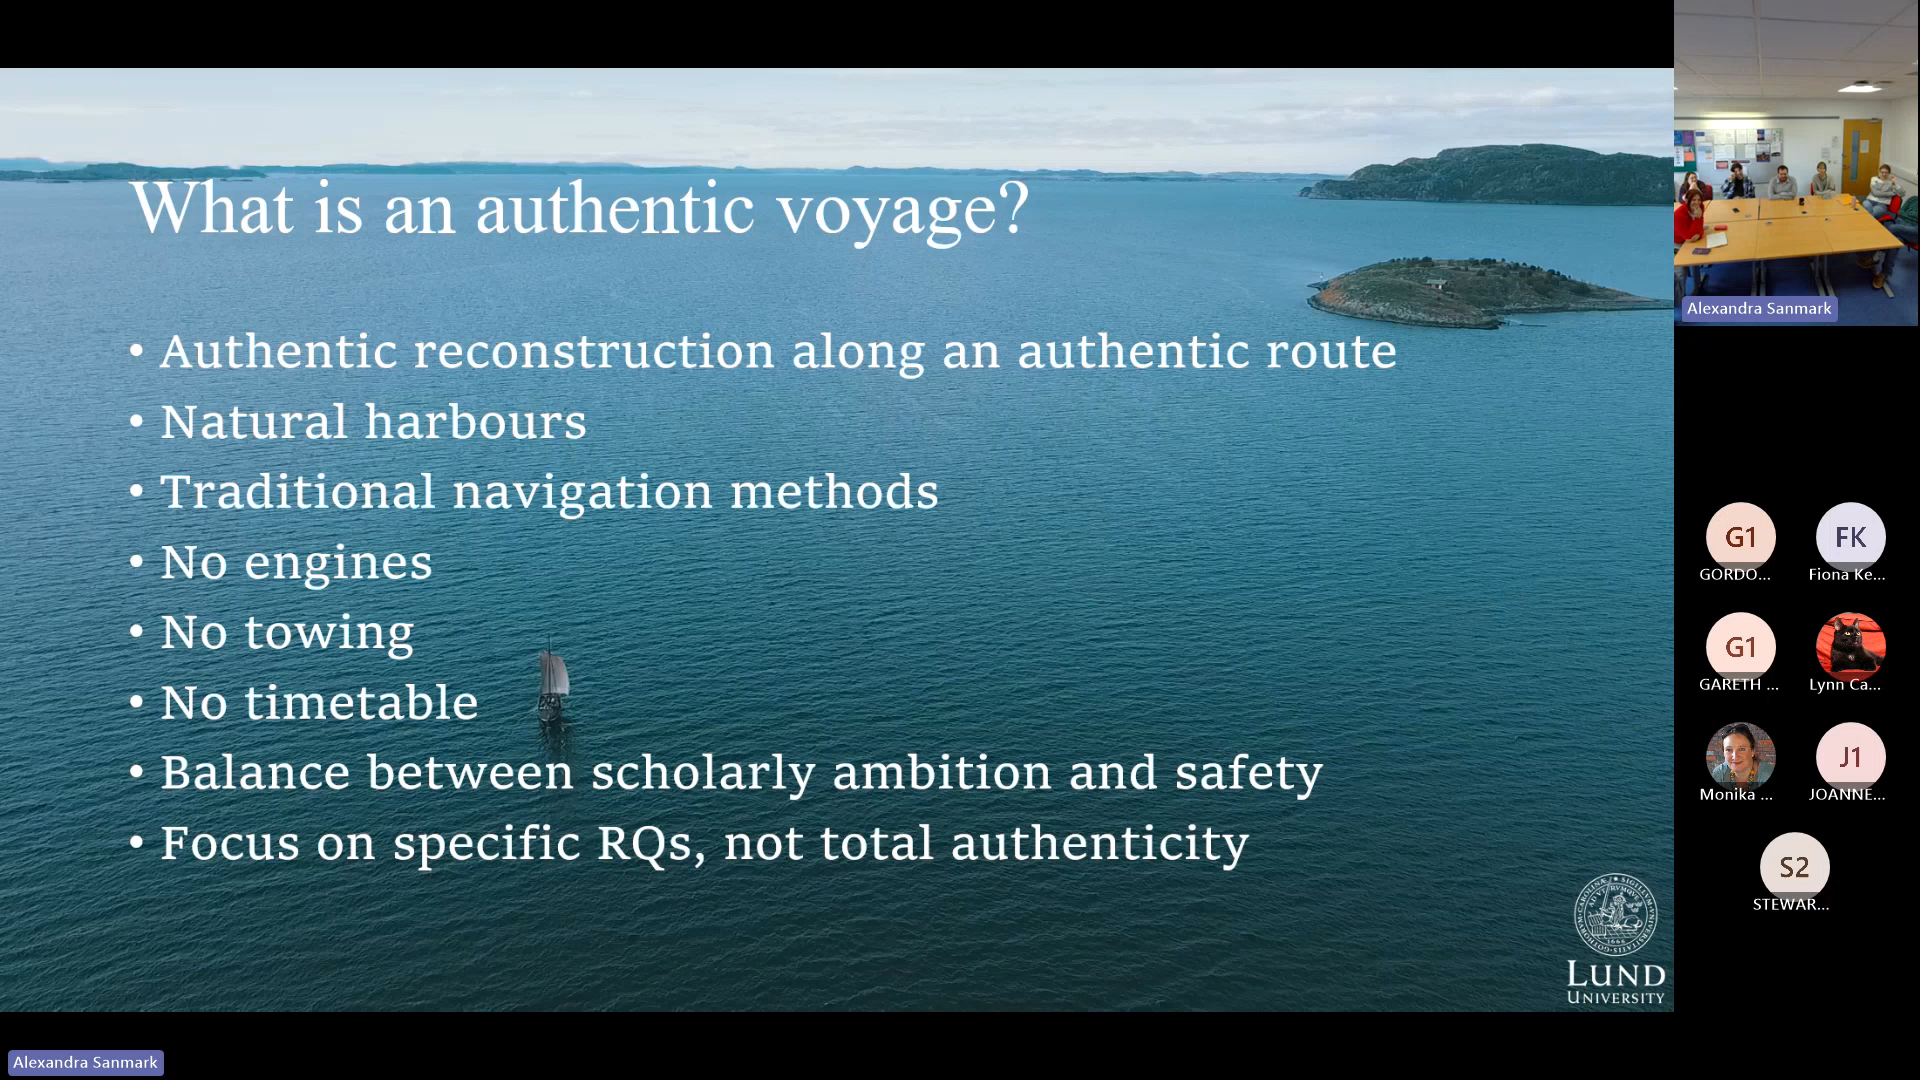 What is an authentic voyage?
• Authentic reconstruction along an authentic route
• Natural harbours
• Traditional navigation methods
• No engines
• No towing
• No timetable
• Balance between scholarly ambition and safety
• Focus on specific RQs, not total authenticity
LUND
UNIVERSITY
Alexandra Sanmark
Alexandra Sanmark
G1
GORDO...
FK
Fiona Ke...
G1
GARETH ...
Lynn Ca...
Monika ...
J1
JOANNE...
S2
STEWAR...